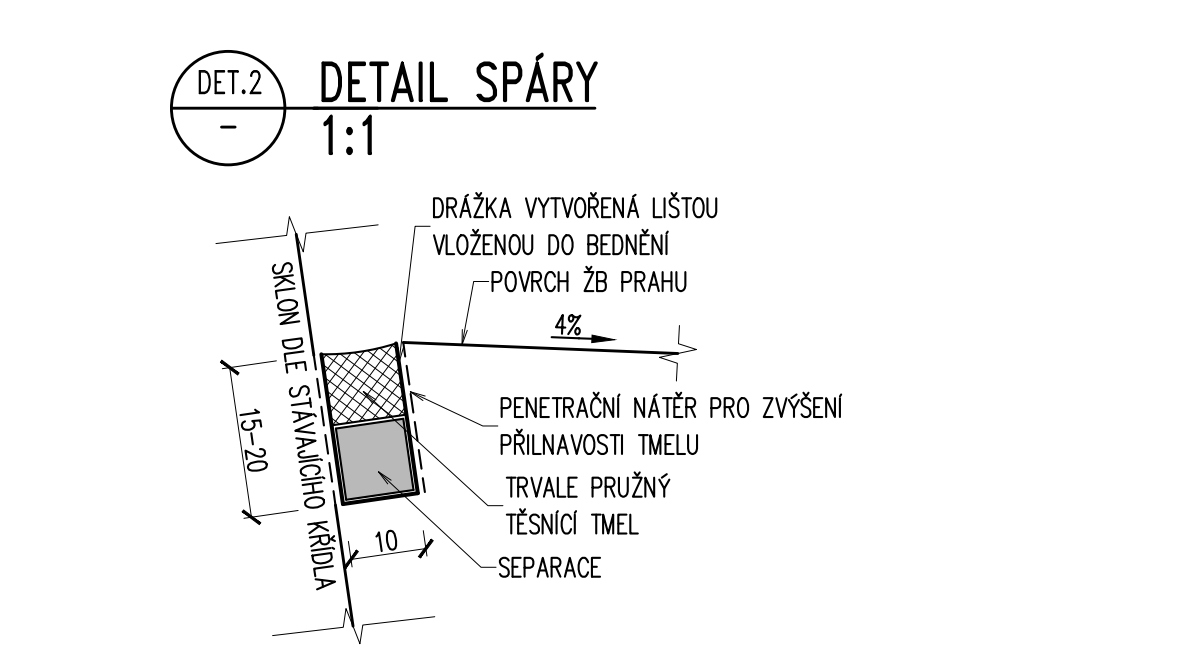 DET.2
–
DETAIL SPÁRY
1:1
DRÁŽKA VYTVOŘENÁ LIŠTOU
VLOŽENOU DO BEDNĚNÍ
POVRCH ŽB PRAHU
4%
SKLON DLE STÁVAJÍCÍHO KŘÍDLA
15–20
10
PENETRAČNÍ NÁTĚR PRO ZVÝŠENÍ
PŘILNAVOSTI TMELU
TRVALE PRUŽNÝ
TĚSNÍCÍ TMEL
SEPARACE